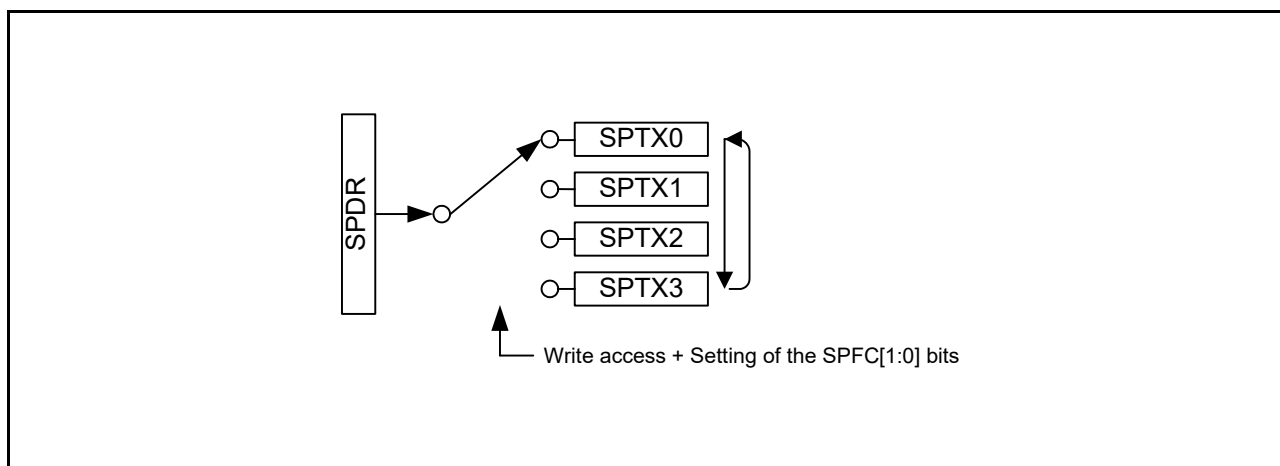 SPDR
SPTX0
SPTX1
SPTX2
SPTX3
Write access + Setting of the SPFC[1:0] bits